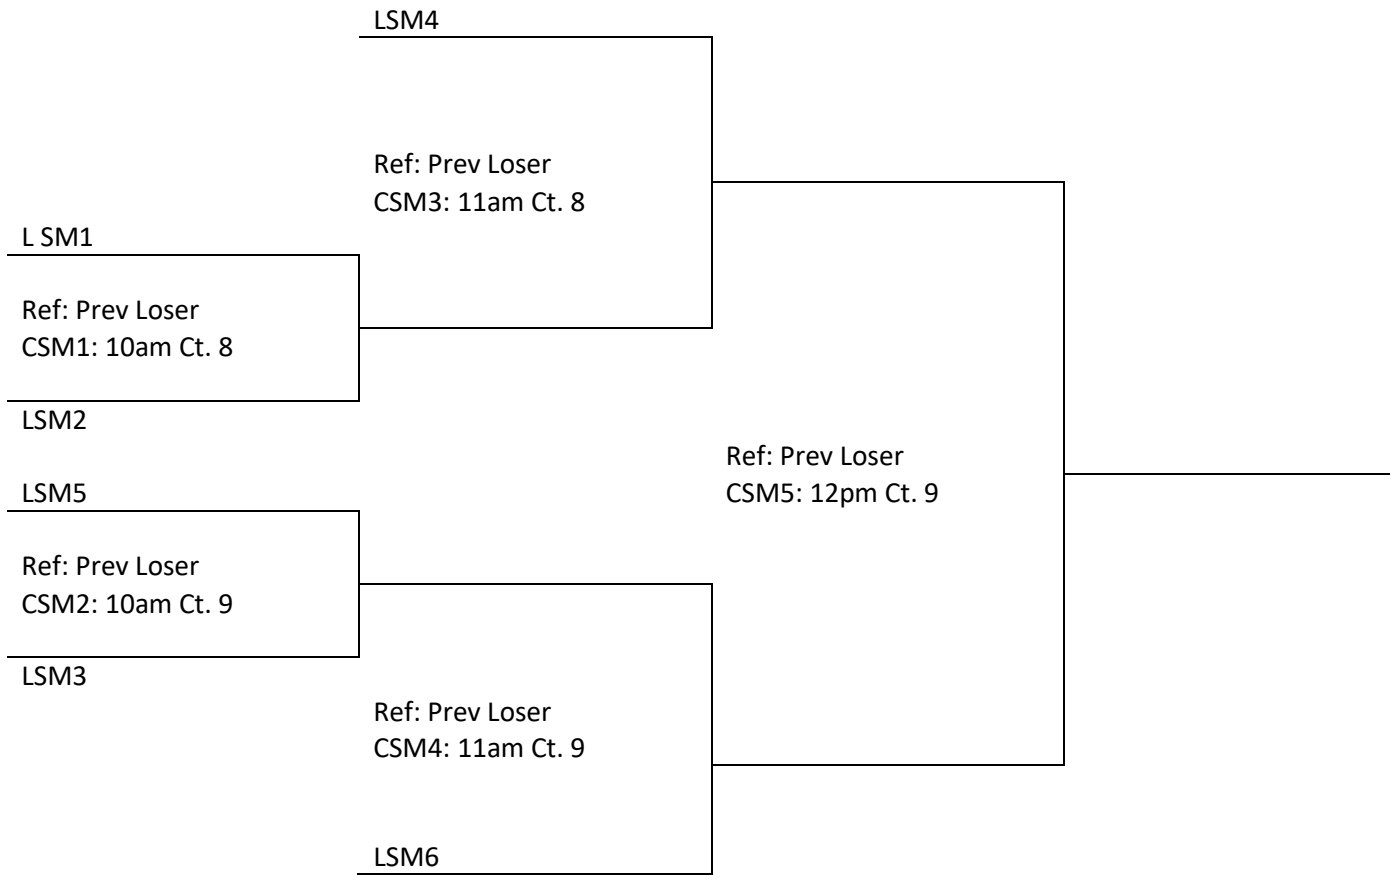 LSM4
Ref: Prev Loser
CSM3: 11am Ct. 8
L SM1
Ref: Prev Loser
CSM1: 10am Ct. 8
LSM2
Ref: Prev Loser
CSM5: 12pm Ct. 9
LSM5
Ref: Prev Loser
CSM2: 10am Ct. 9
LSM3
Ref: Prev Loser
CSM4: 11am Ct. 9
LSM6